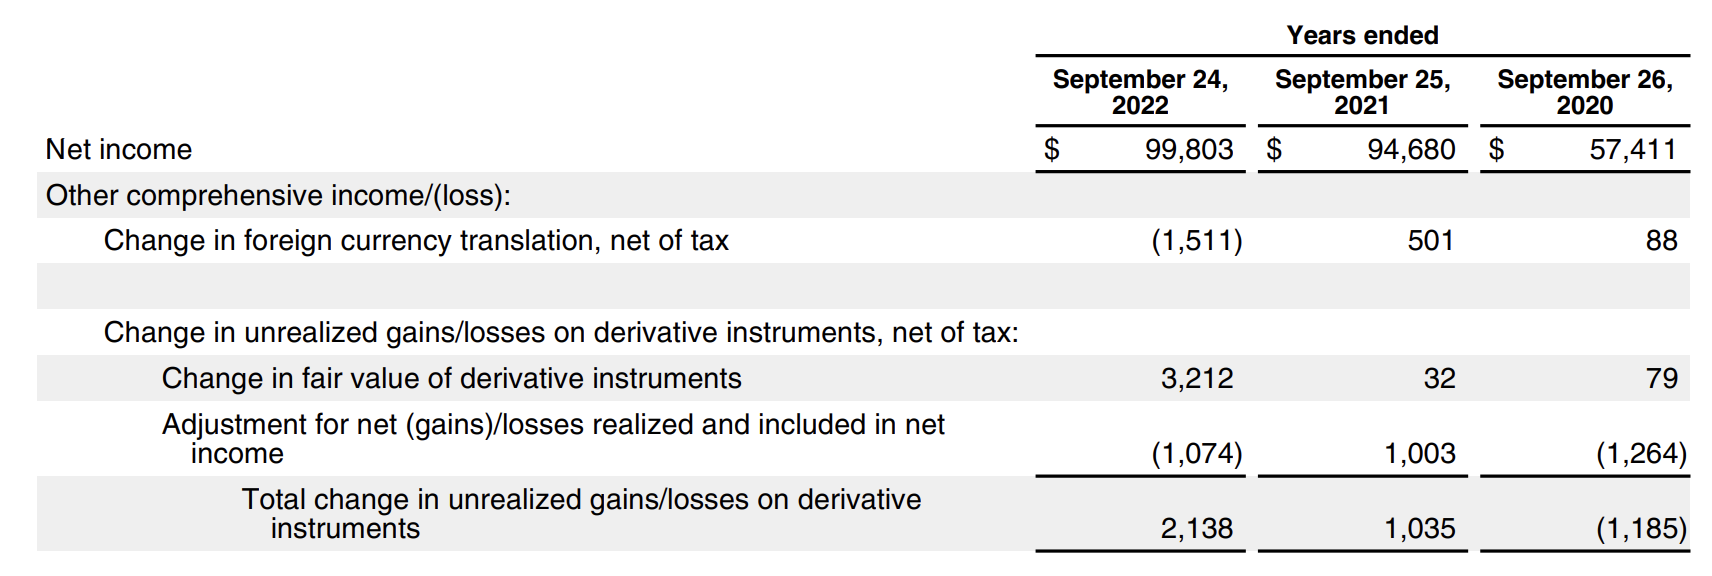 Years ended
September 24, 2022 September 25, 2021 September 26, 2020
Net income $ 99,803 $ 94,680 $ 57,411
Other comprehensive income/(loss):
Change in foreign currency translation, net of tax (1,511) 501 88
Change in unrealized gains/losses on derivative instruments, net of tax:
Change in fair value of derivative instruments 3,212 32 79
Adjustment for net (gains)/losses realized and included in net
income (1,074) 1,003 (1,264)
Total change in unrealized gains/losses on derivative
instruments 2,138 1,035 (1,185)